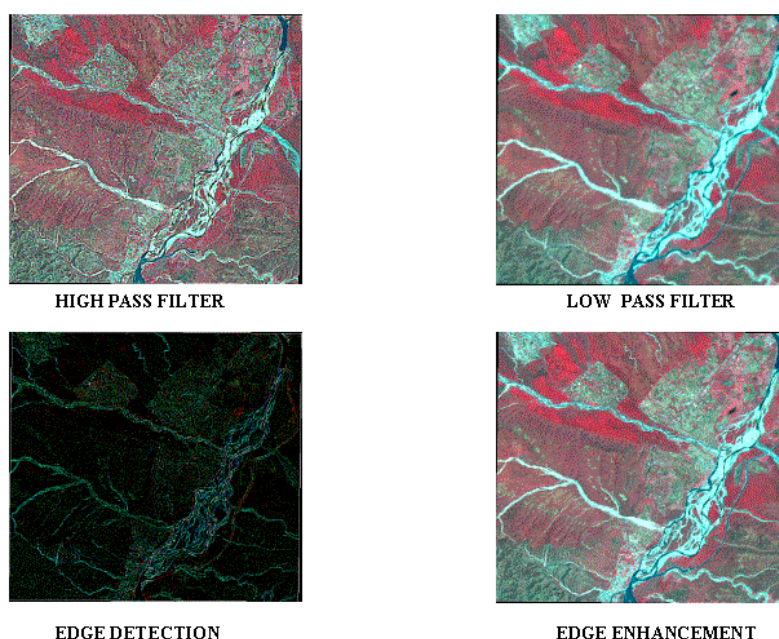 HIGH PASS FILTER
LOW PASS FILTER
EDGE DETECTION
EDGE ENHANCEMENT